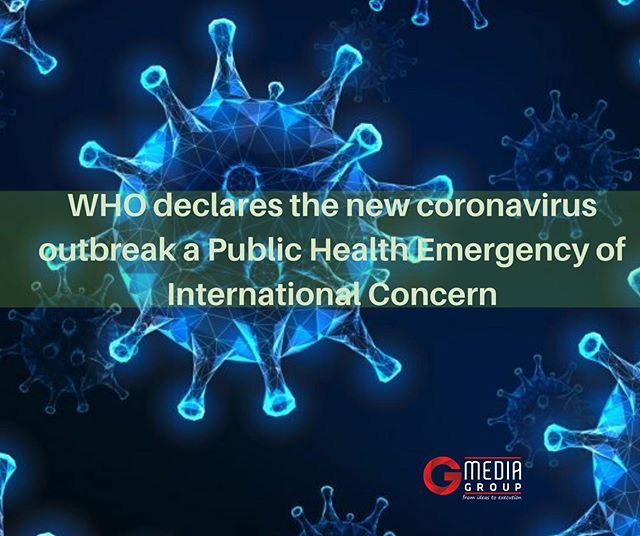 WHO declares the new coronavirus
outbreak a Public Health Emergency of
International Concern
G MEDIA
GROUP
from ideas to execution